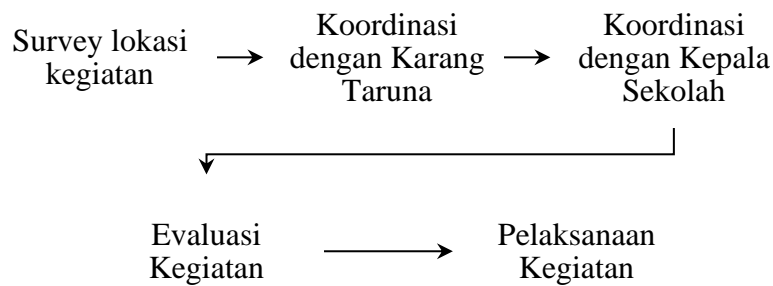 Survey lokasi
kegiatan
Koordinasi
dengan Karang
Taruna
Koordinasi
dengan Kepala
Sekolah
Evaluasi
Kegiatan
Pelaksanaan
Kegiatan